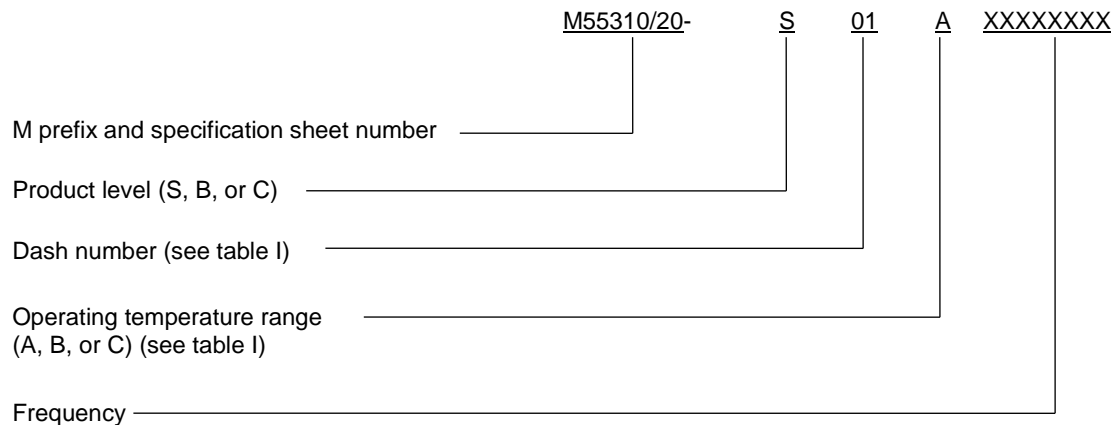 M55310/20- S 01 A XXXXXXXX
M prefix and specification sheet number
Product level (S, B, or C)
Dash number (see table I)
Operating temperature range
(A, B, or C) (see table I)
Frequency